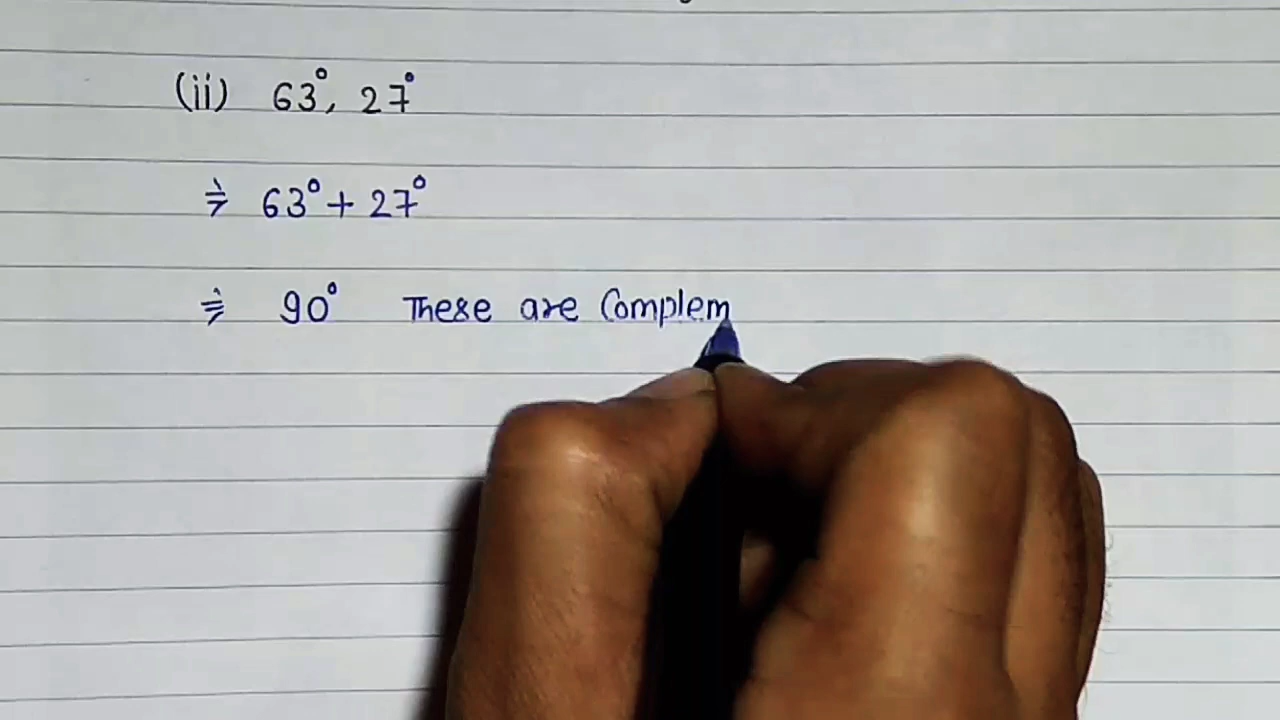 (ii) 63°, 27°
⇒ 63° + 27°
⇒ 90° These are Complem